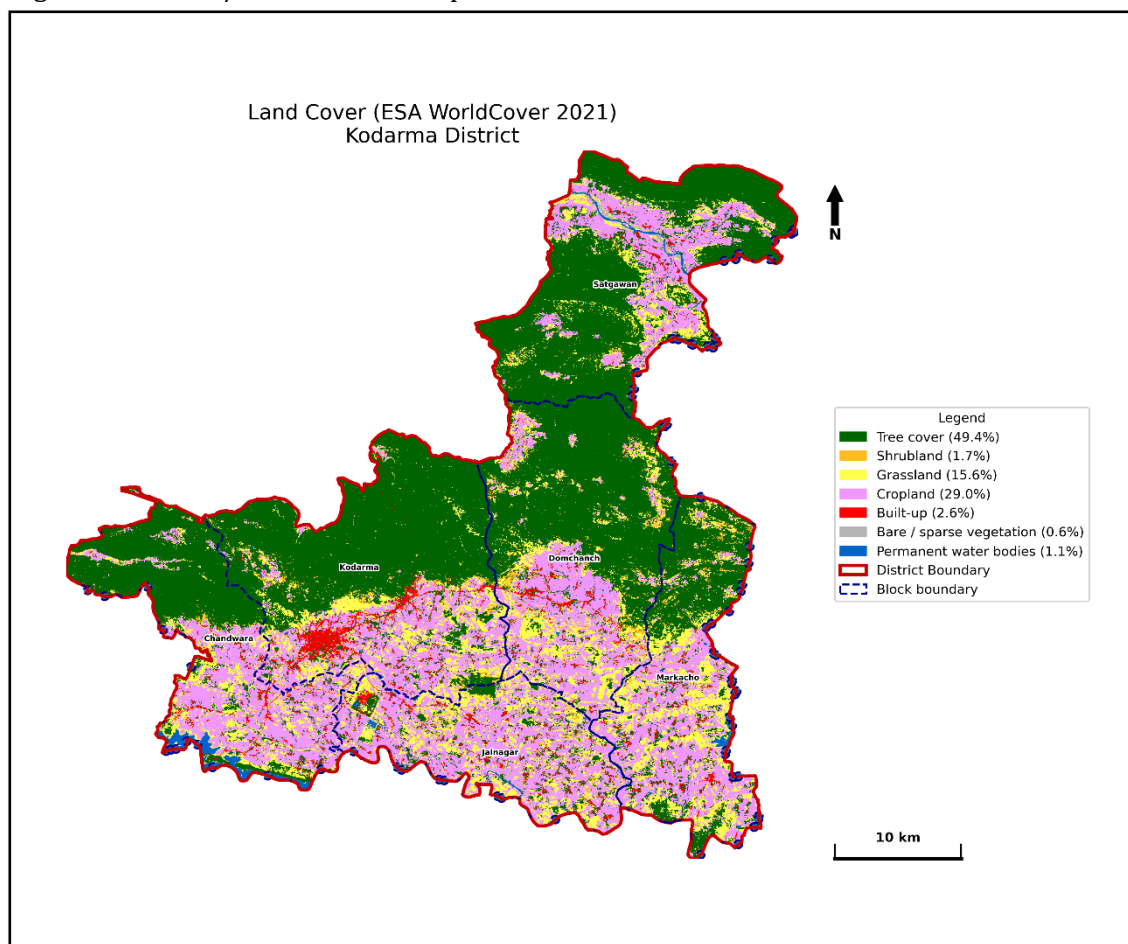 Land Cover (ESA WorldCover 2021)
Kodarma District
N
Satgawan
Legend
Tree cover (49.4%)
Shrubland (1.7%)
Grassland (15.6%)
Cropland (29.0%)
Built-up (2.6%)
Bare / sparse vegetation (0.6%)
Permanent water bodies (1.1%)
District Boundary
Block boundary
Domchanch
Kodarma
Chandwara
Markacho
Jainagar
10 km